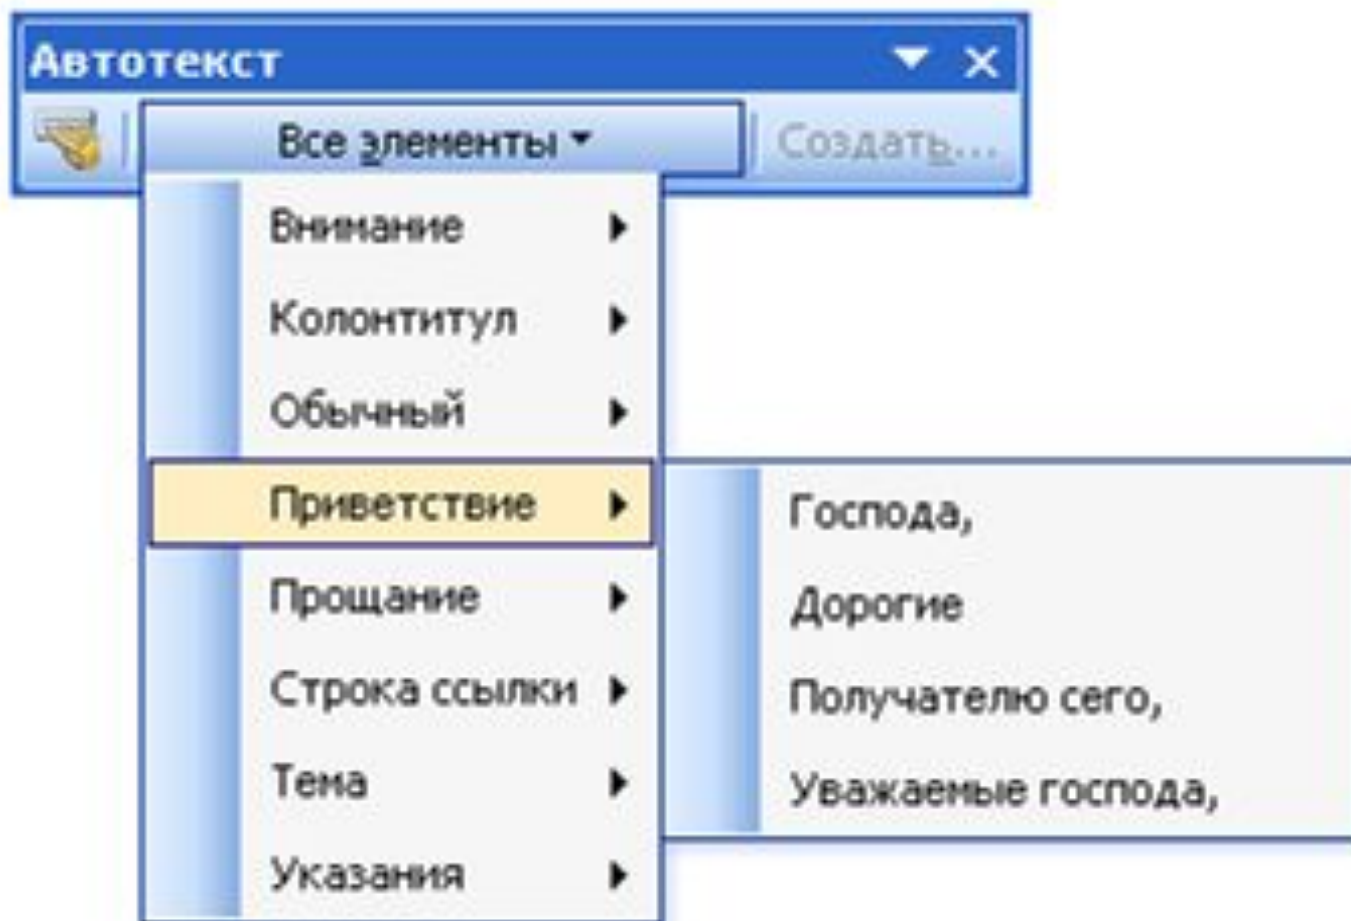 Автотекст
Все элементы
Создать...
Внимание
Колонтитул
Обычный
Приветствие
Прощание
Строка ссылки
Тема
Указания
Господа,
Дорогие
Получателю сего,
Уважаемые господа,